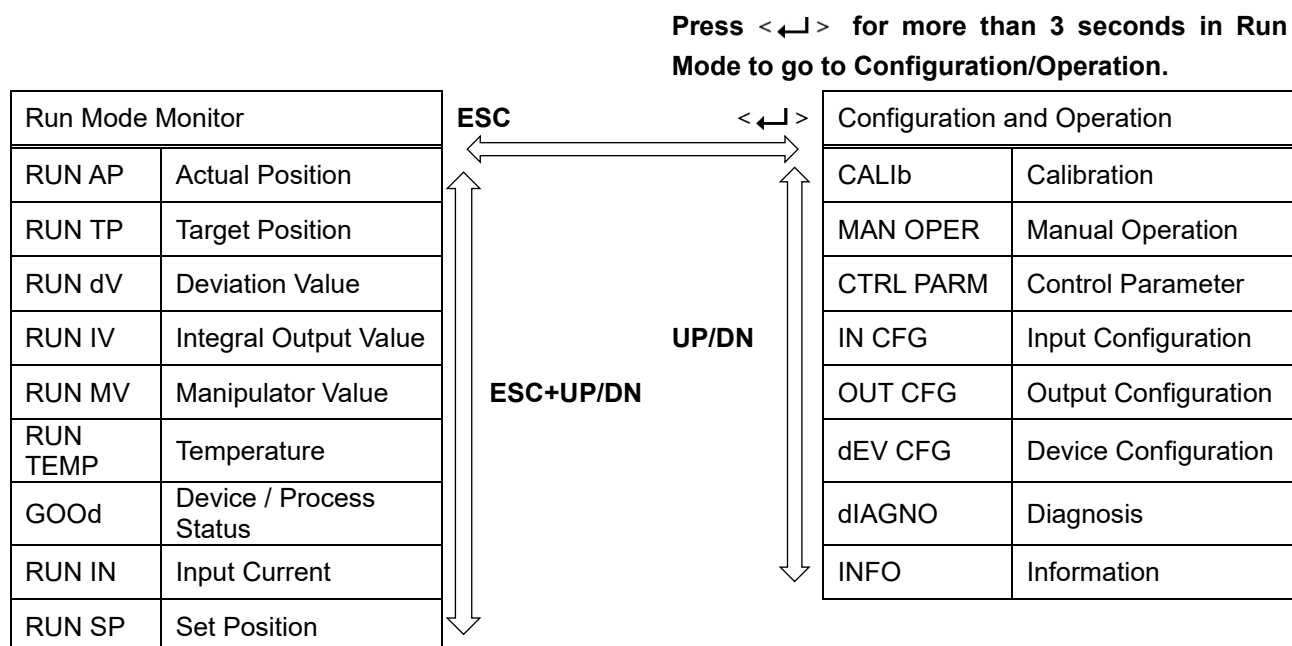 Press <↵> for more than 3 seconds in Run
Mode to go to Configuration/Operation.
Run Mode Monitor
ESC
<↵>
Configuration and Operation
RUN AP Actual Position
CALIb Calibration
RUN TP Target Position
MAN OPER Manual Operation
RUN dV Deviation Value
CTRL PARM Control Parameter
RUN IV Integral Output Value
UP/DN
IN CFG Input Configuration
RUN MV Manipulator Value
ESC+UP/DN
OUT CFG Output Configuration
RUN
TEMP
Temperature
dEV CFG Device Configuration
GOOd
Device / Process
Status
dIAGNO Diagnosis
RUN IN Input Current
INFO Information
RUN SP Set Position